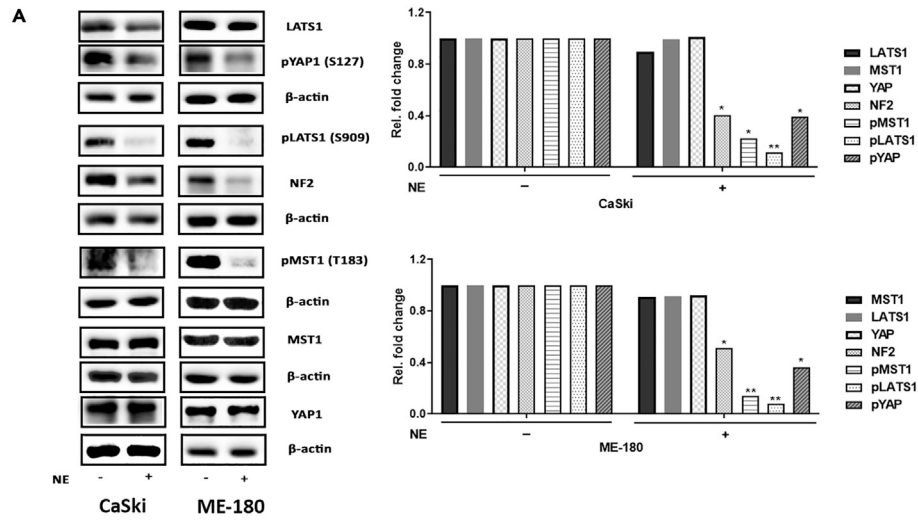 A
LATS1
pYAP1 (S127)
β-actin
pLATS1 (S909)
NF2
β-actin
pMST1 (T183)
β-actin
MST1
β-actin
YAP1
β-actin
NE - + - +
CaSki ME-180
Rel. fold change
1.2
0.8
0.4
0.0
* * ** *
NE – +
CaSki
LATS1
MST1
YAP
NF2
pMST1
pLATS1
pYAP
Rel. fold change
1.2
0.8
0.4
0.0
* ** ** *
NE – +
ME-180
MST1
LATS1
YAP
NF2
pMST1
pLATS1
pYAP